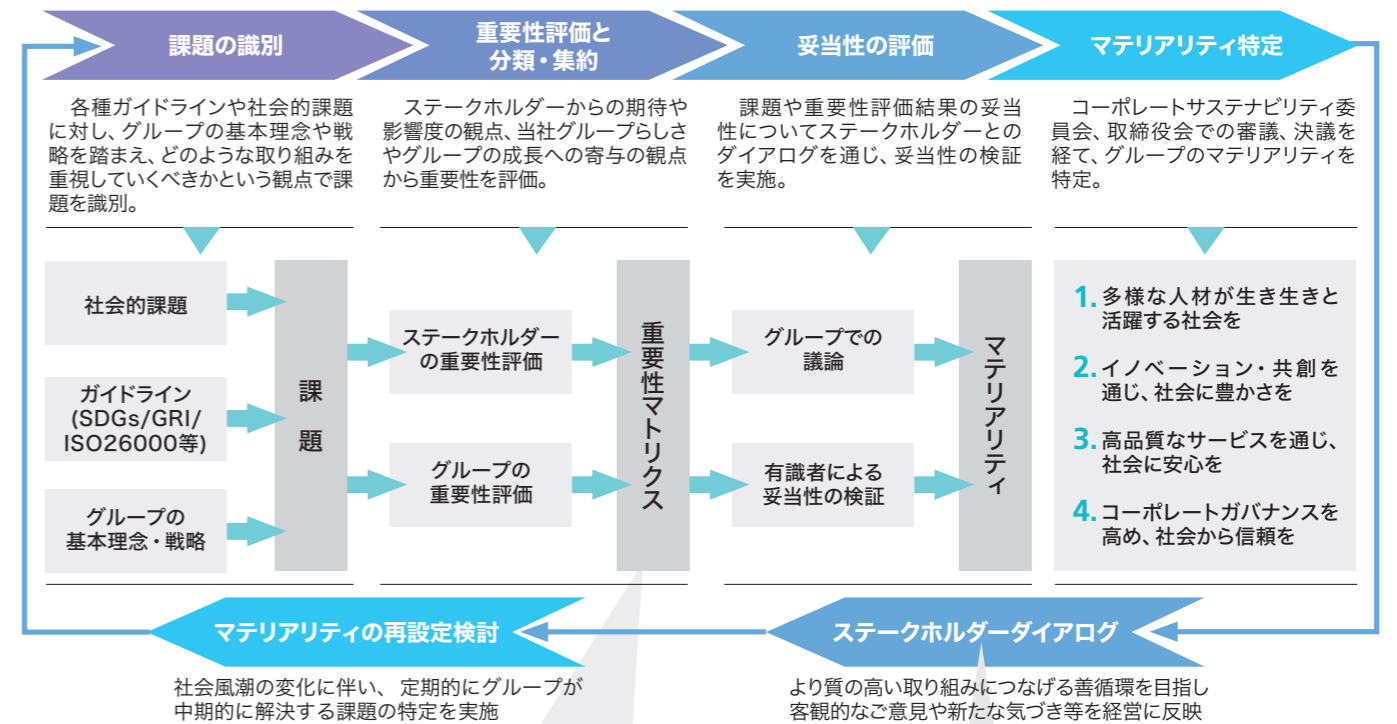 課題の識別
重要性評価と
分類・集約
妥当性の評価
マテリアリティ特定
各種ガイドラインや社会的課題
に対し、グループの基本理念や戦
略を踏まえ、どのような取り組みを
重視していくべきかという観点で課
題を識別。
ステークホルダーからの期待や
影響度の観点、当社グループらしさ
やグループの成長への寄与の観点
から重要性を評価。
課題や重要性評価結果の妥当
性についてステークホルダーとの
ダイアログを通じ、妥当性の検証
を実施。
コーポレートサステナビリティ委
員会、取締役会での審議、決議を
経て、グループのマテリアリティを
特定。
社会的課題
ガイドライン
(SDGs/GRI/
ISO26000等)
グループの
基本理念・戦略
課題
ステークホルダー
の重要性評価
グループの
重要性評価
重要性マトリクス
グループでの
議論
有識者による
妥当性の検証
マテリアリティ
1. 多様な人材が生き生きと
活躍する社会を
2. イノベーション・共創を
通じ、社会に豊かさを
3. 高品質なサービスを通じ、
社会に安心を
4. コーポレートガバナンスを
高め、社会から信頼を
マテリアリティの再設定検討
ステークホルダーダイアログ
社会風潮の変化に伴い、定期的にグループが
中期的に解決する課題の特定を実施
より質の高い取り組みにつなげる善循環を目指し
客観的なご意見や新たな気づき等を経営に反映